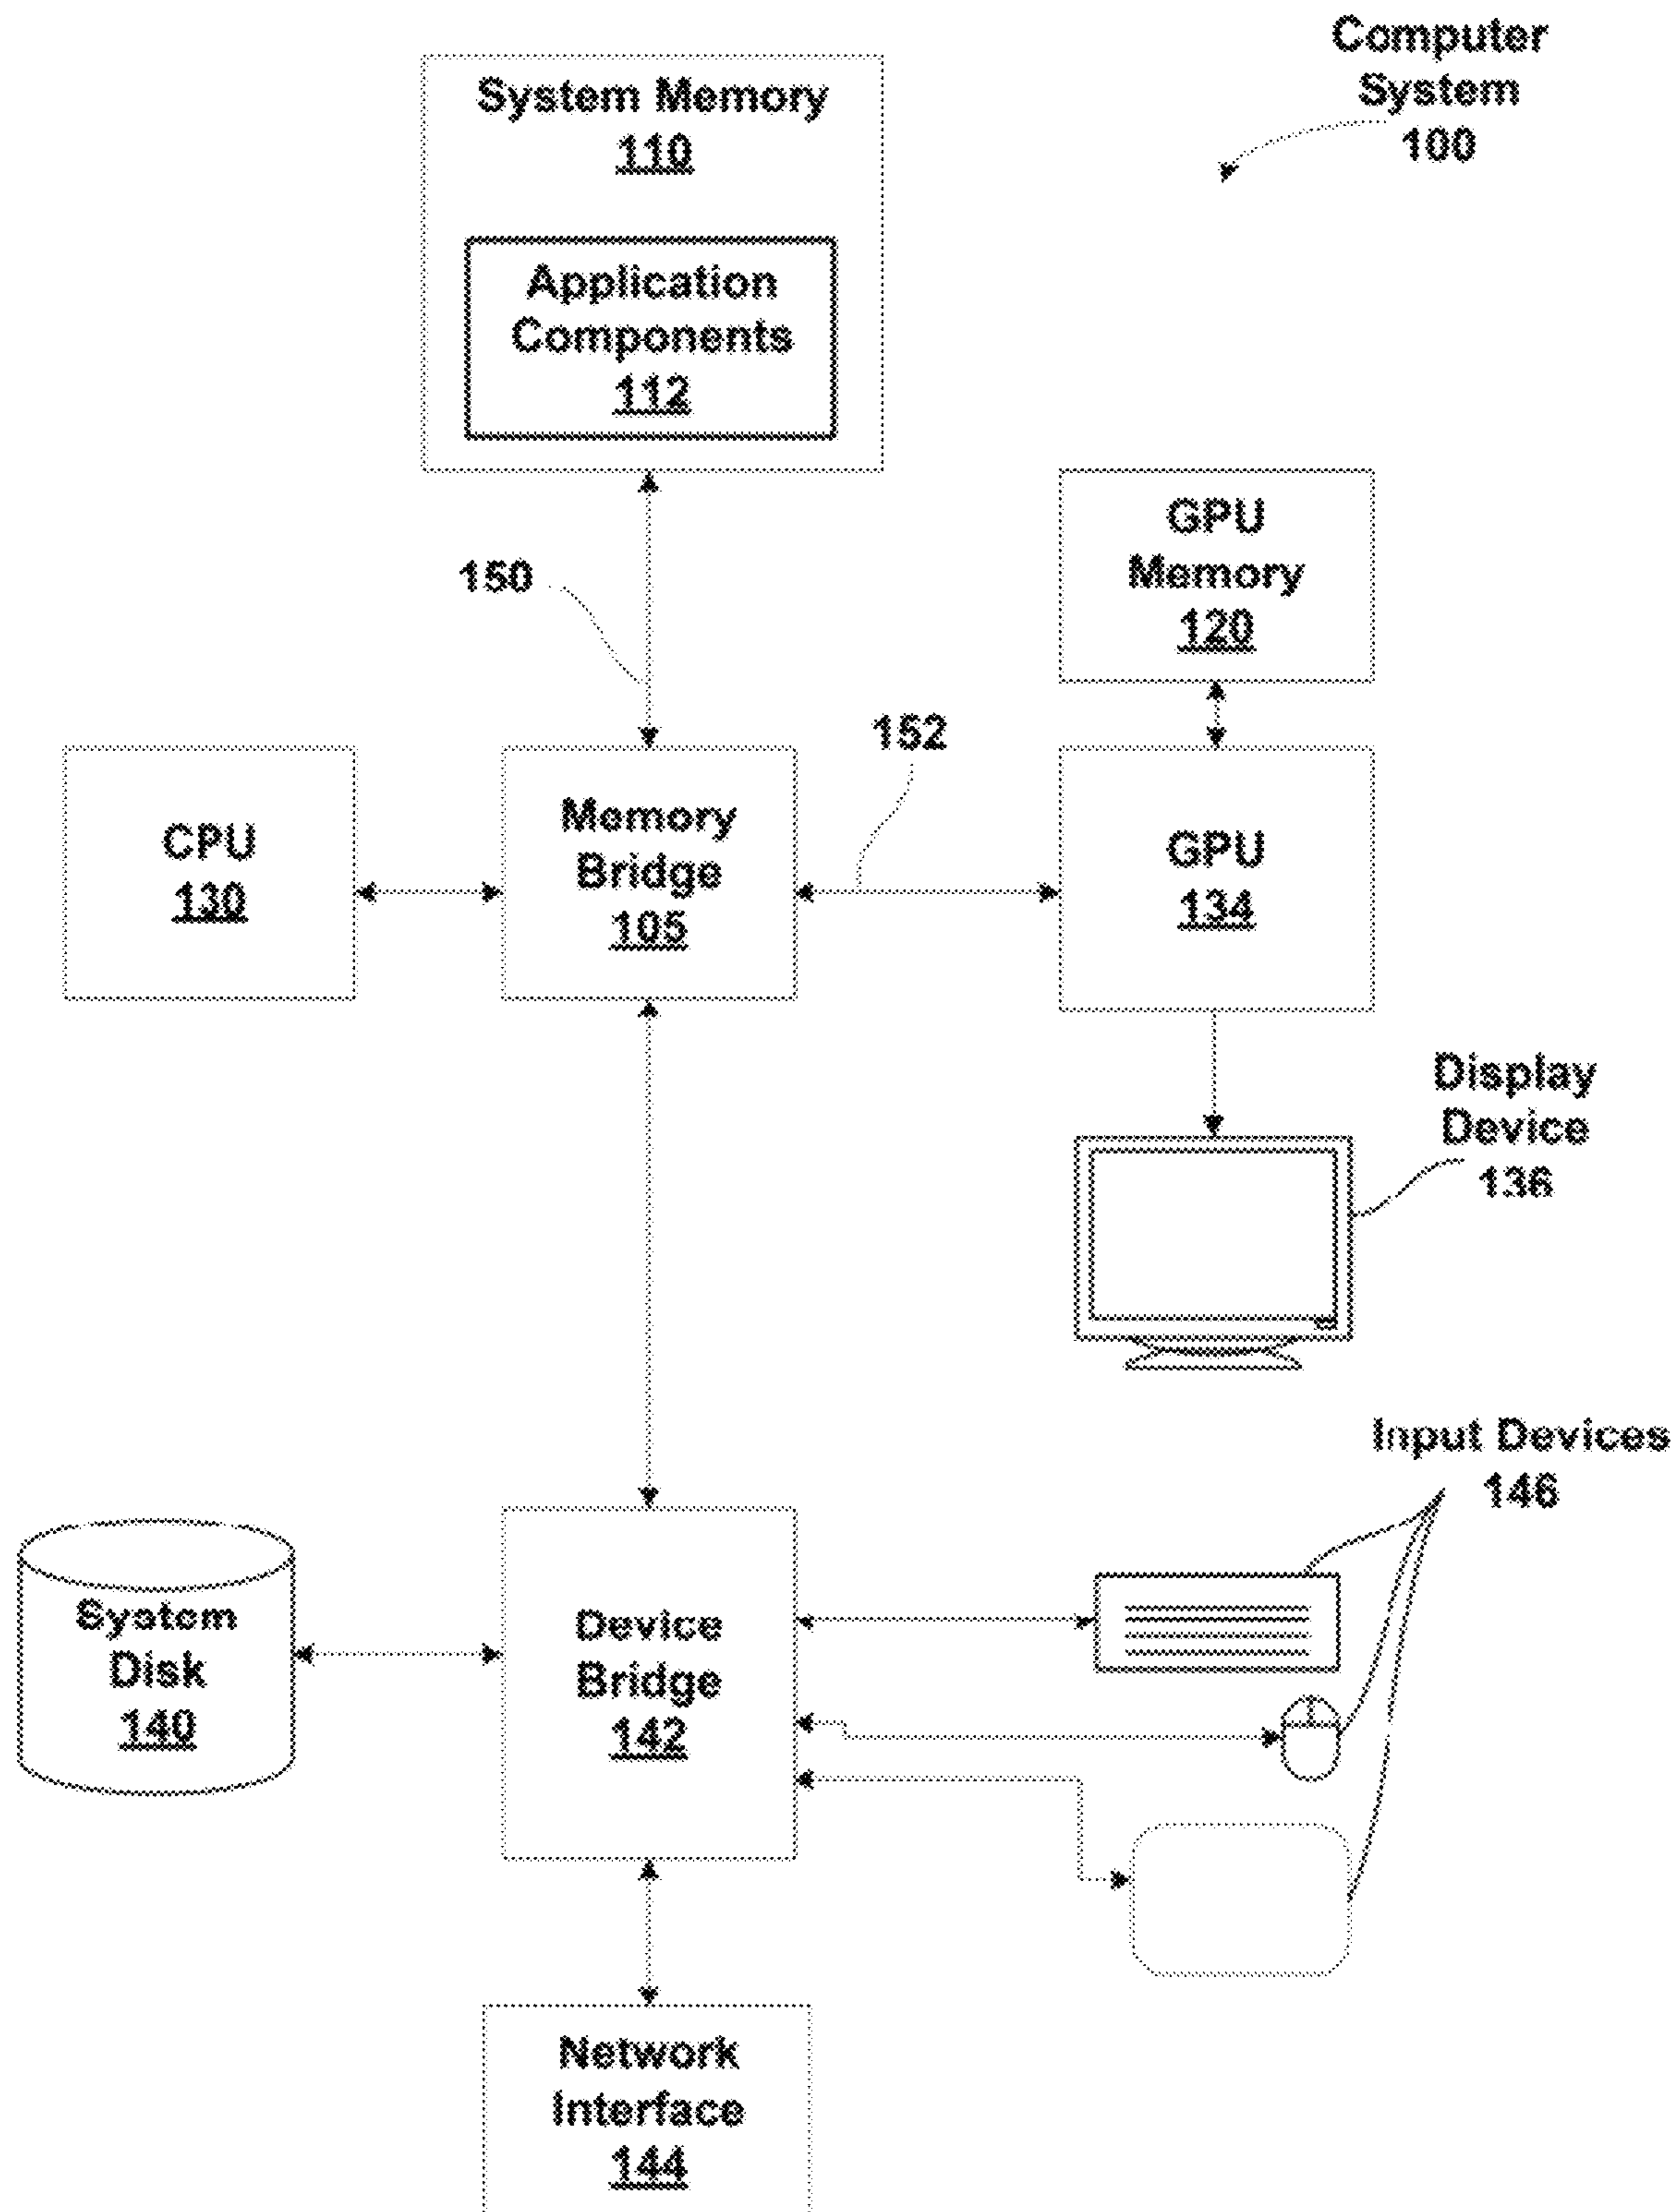 Computer
System
100
System Memory
110
Application
Components
112
150
GPU
Memory
120
152
CPU
130
Memory
Bridge
105
GPU
134
Display
Device
136
Input Devices
146
System
Disk
140
Device
Bridge
142
Network
Interface
144